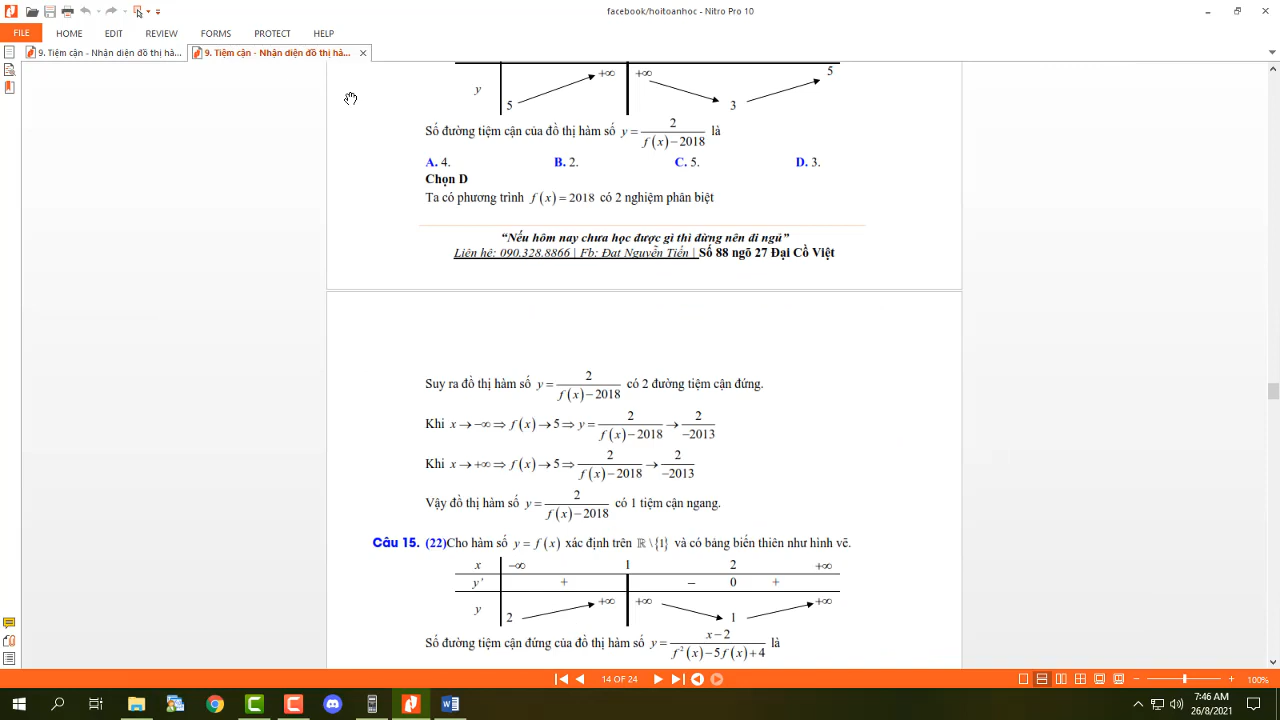 facebook/hoitoanhoc - Nitro Pro 10
FILE HOME EDIT REVIEW FORMS PROTECT HELP
9. Tiệm cận - Nhận diện đồ thị hà... 9. Tiệm cận - Nhận diện đồ thị hà...
y 5 +∞ +∞ 3 5
Số đường tiệm cận của đồ thị hàm số y = 2/(f(x)−2018) là
A. 4. B. 2. C. 5. D. 3.
Chọn D
Ta có phương trình f(x) = 2018 có 2 nghiệm phân biệt
“Nếu hôm nay chưa học được gì thì đừng nên đi ngủ”
Liên hệ: 090.328.8866 | Fb: Đạt Nguyễn Tiến | Số 88 ngõ 27 Đại Cồ Việt
Suy ra đồ thị hàm số y = 2/(f(x)−2018) có 2 đường tiệm cận đứng.
Khi x → −∞ ⇒ f(x) → 5 ⇒ y = 2/(f(x)−2018) → 2/−2013
Khi x → +∞ ⇒ f(x) → 5 ⇒ 2/(f(x)−2018) → 2/−2013
Vậy đồ thị hàm số y = 2/(f(x)−2018) có 1 tiệm cận ngang.
Câu 15. (22)Cho hàm số y = f(x) xác định trên ℝ\{1} và có bảng biến thiên như hình vẽ.
x −∞ 1 2 +∞
y' + − 0 +
y 2 +∞ +∞ 1 +∞
Số đường tiệm cận đứng của đồ thị hàm số y = (x−2)/(f²(x)−5f(x)+4) là
14 OF 24 100%
7:46 AM
26/8/2021